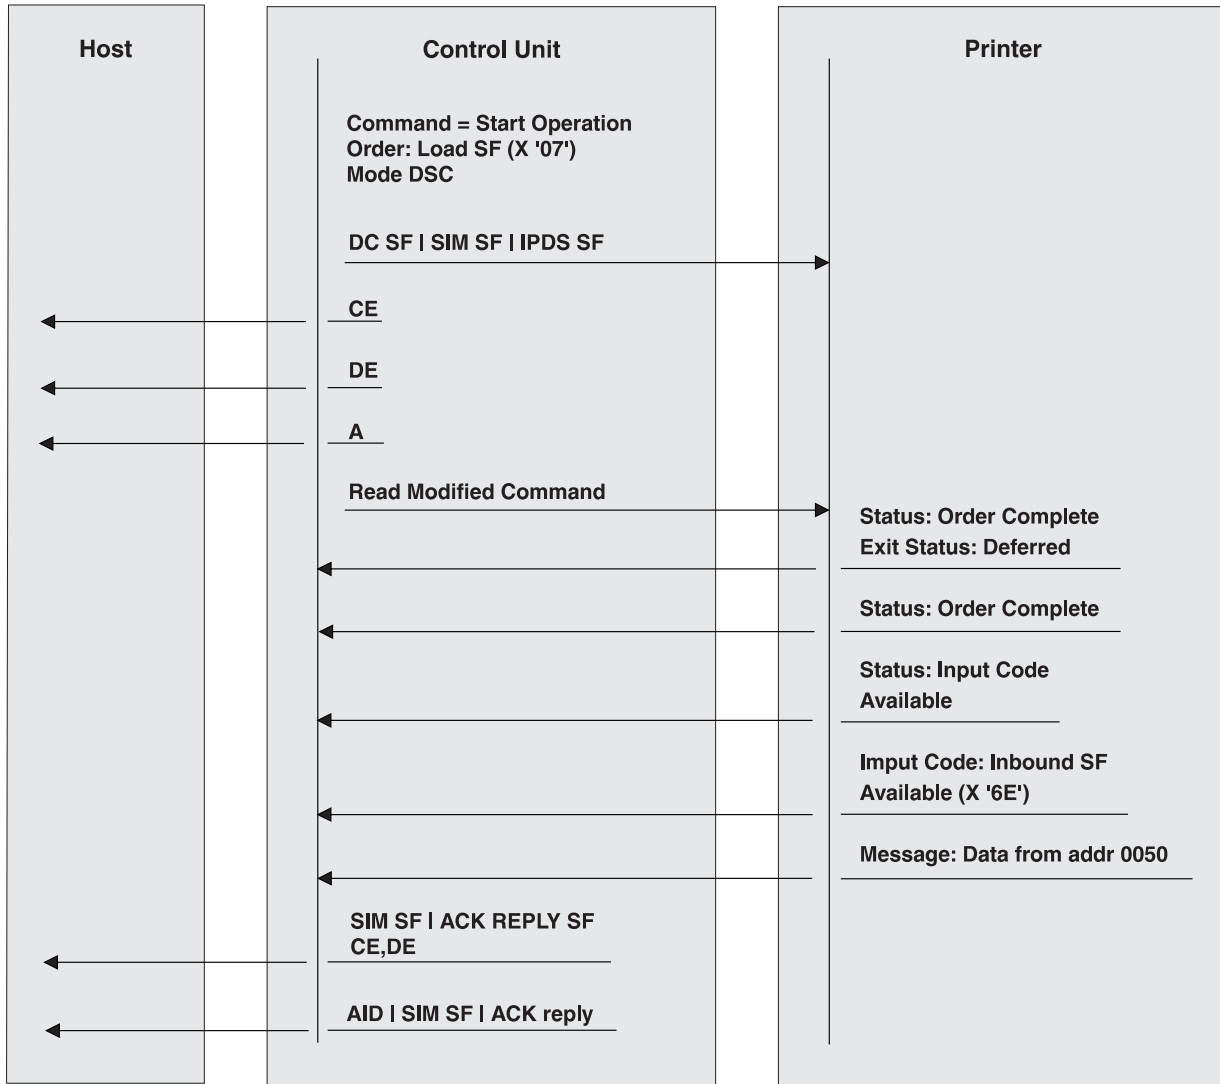 Host
Control Unit
Printer
Command = Start Operation
Order: Load SF (X '07')
Mode DSC
DC SF | SIM SF | IPDS SF
CE
DE
A
Read Modified Command
Status: Order Complete
Exit Status: Deferred
Status: Order Complete
Status: Input Code
Available
Imput Code: Inbound SF
Available (X '6E')
Message: Data from addr 0050
SIM SF | ACK REPLY SF
CE,DE
AID | SIM SF | ACK reply